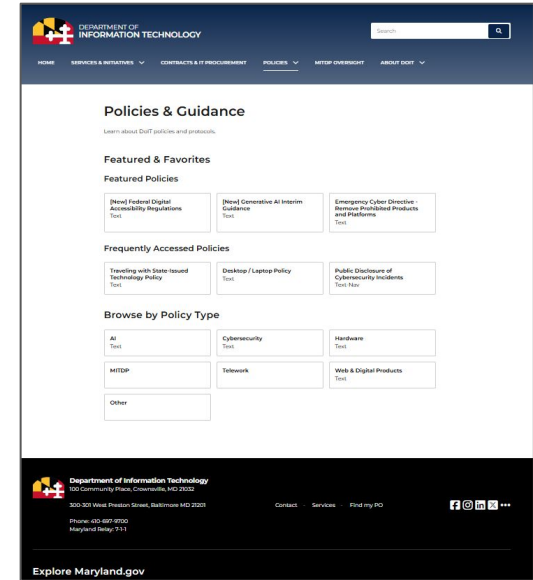 DEPARTMENT OF
INFORMATION TECHNOLOGY
Search
HOME
SERVICES & INITIATIVES
CONTRACTS & IT PROCUREMENT
POLICIES
MITDP OVERSIGHT
ABOUT DOIT
Policies & Guidance
Learn about DoIT policies and protocols.
Featured & Favorites
Featured Policies
[New] Federal Digital
Accessibility Regulations
Text
[New] Generative AI Interim
Guidance
Text
Emergency Cyber Directive -
Remove Prohibited Products
and Platforms
Text
Frequently Accessed Policies
Traveling with State-Issued
Technology Policy
Text
Desktop / Laptop Policy
Text
Public Disclosure of
Cybersecurity Incidents
Text-Nav
Browse by Policy Type
AI
Text
Cybersecurity
Text
Hardware
Text
MITDP
Telework
Web & Digital Products
Text
Other
Department of Information Technology
100 Community Place, Crownsville, MD 21032
300-301 West Preston Street, Baltimore MD 21201
Contact
Services
Find my PO
Phone: 410-697-9700
Maryland Relay: 7-1-1
Explore Maryland.gov